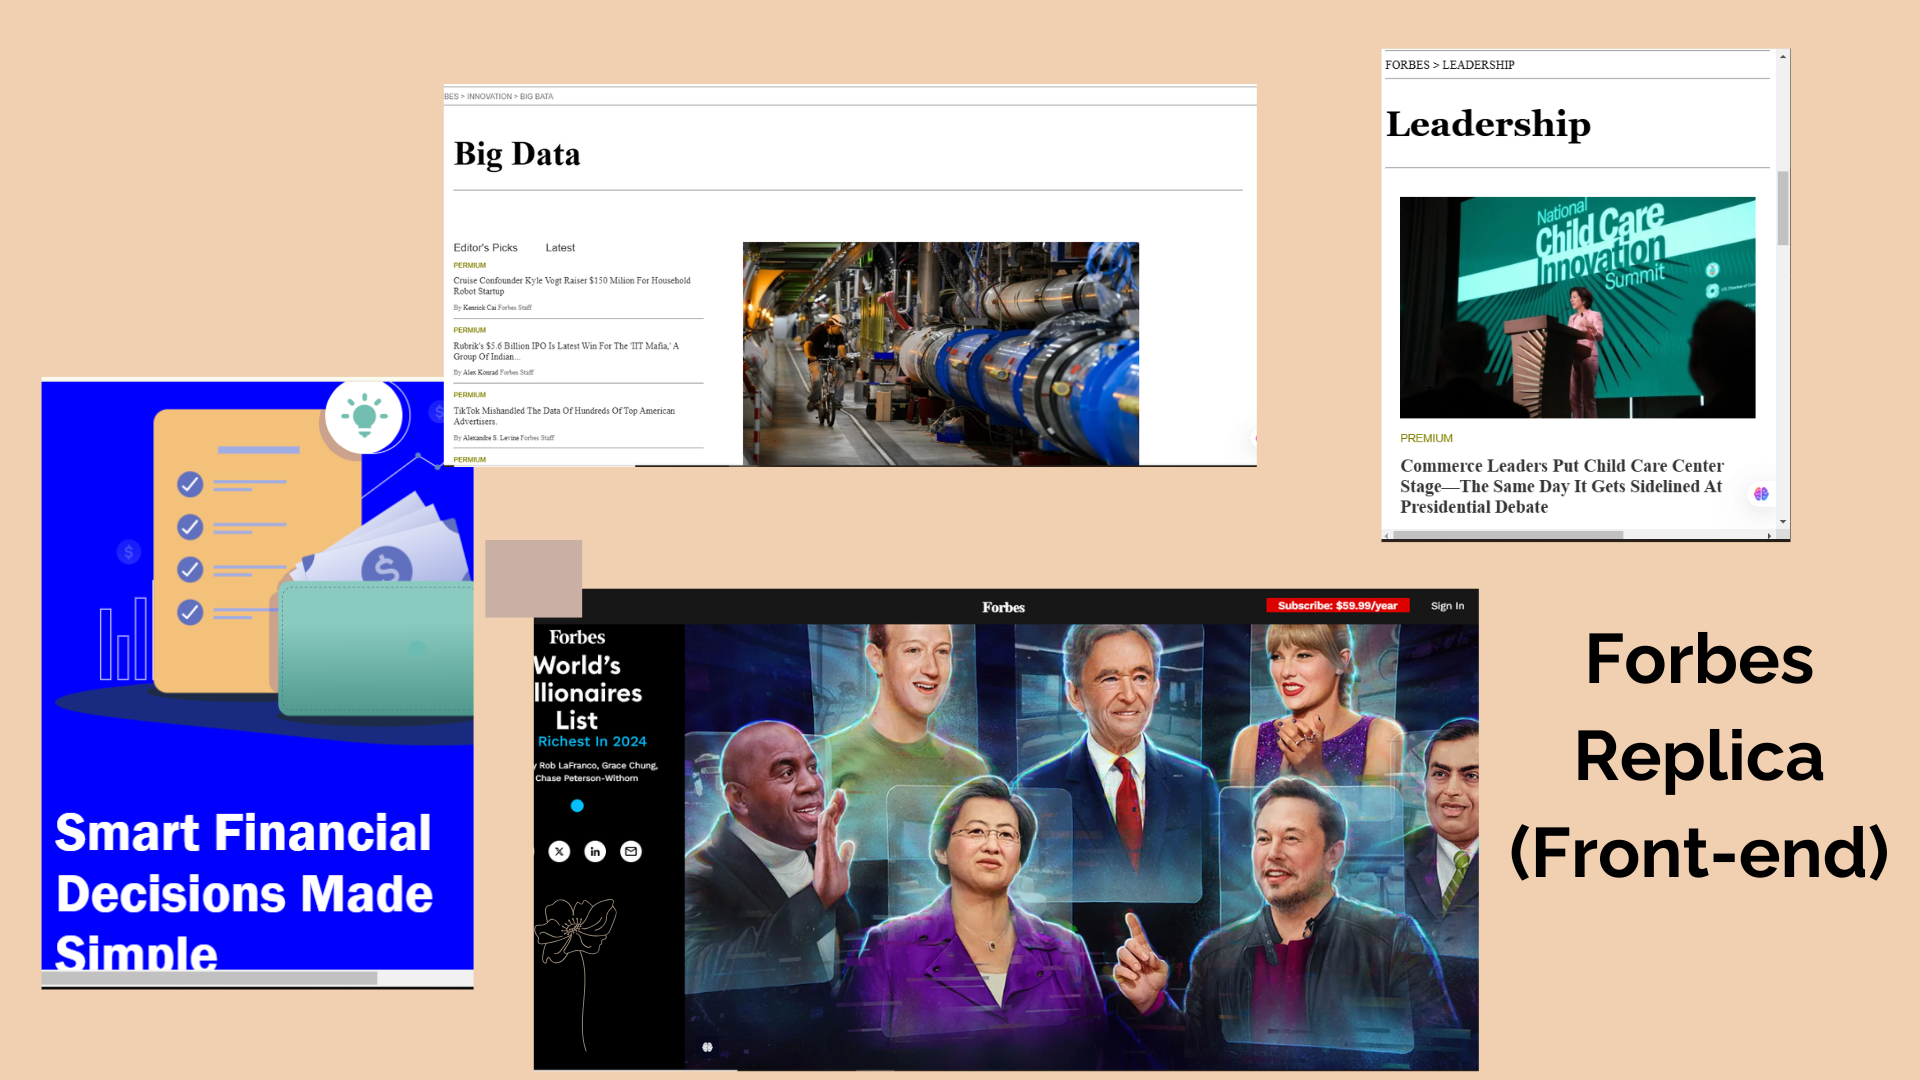 BES > INNOVATION > BIG BATA
Big Data
Editor's Picks Latest
PERMIUM
Cruise Confounder Kyle Vogt Raiser $150 Milion For Household
Robot Startup
By Kenrick Cai Forbes Staff
PERMIUM
Rubrik's $5.6 Billion IPO Is Latest Win For The 'IIT Mafia,' A
Group Of Indian...
By Alex Konrad Forbes Staff
PERMIUM
TikTok Mishandled The Data Of Hundreds Of Top American
Advertisers.
By Alexandre S. Levine Forbes Staff
PERMIUM
FORBES > LEADERSHIP
Leadership
National
Child Care
Innovation
Summit
PREMIUM
Commerce Leaders Put Child Care Center
Stage—The Same Day It Gets Sidelined At
Presidential Debate
$
$
$
Smart Financial
Decisions Made
Simple
Forbes
Subscribe: $59.99/year
Sign In
Forbes
World's
llionaires
List
Richest In 2024
y Rob LaFranco, Grace Chung,
Chase Peterson-Withorn
X
in
Forbes
Replica
(Front-end)